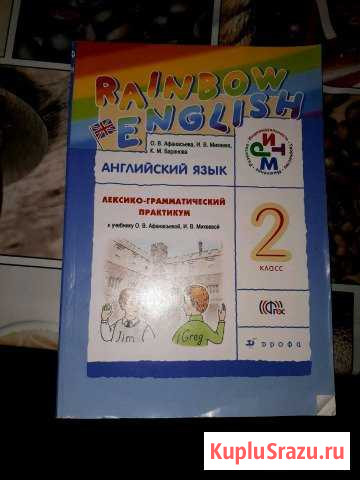 RAINBOW
ENGLISH
О. В. Афанасьева, И. В. Михеева,
К. М. Баранова
АНГЛИЙСКИЙ ЯЗЫК
РИТМ
ЛЕКСИКО-ГРАММАТИЧЕСКИЙ
ПРАКТИКУМ
к учебнику О. В. Афанасьевой, И. В. Михеевой
2
класс
Jim
Greg
ФГОС
дрофа
KupluSrazu.ru